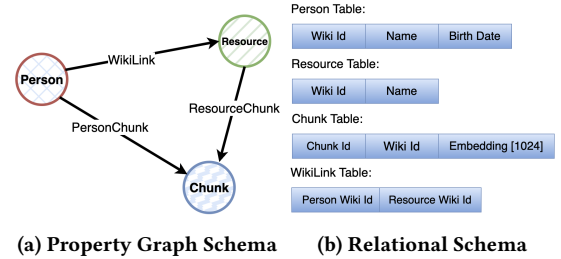 Person
WikiLink
Resource
ResourceChunk
PersonChunk
Chunk
(a) Property Graph Schema
Person Table:
Wiki Id Name Birth Date
Resource Table:
Wiki Id Name
Chunk Table:
Chunk Id Wiki Id Embedding [1024]
WikiLink Table:
Person Wiki Id Resource Wiki Id
(b) Relational Schema